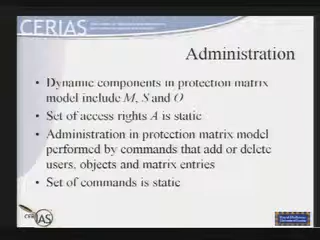 CERIAS
Administration
• Dynamic components in protection matrix
model include M, S and O
• Set of access rights A is static
• Administration in protection matrix model
performed by commands that add or delete
users, objects and matrix entries
• Set of commands is static